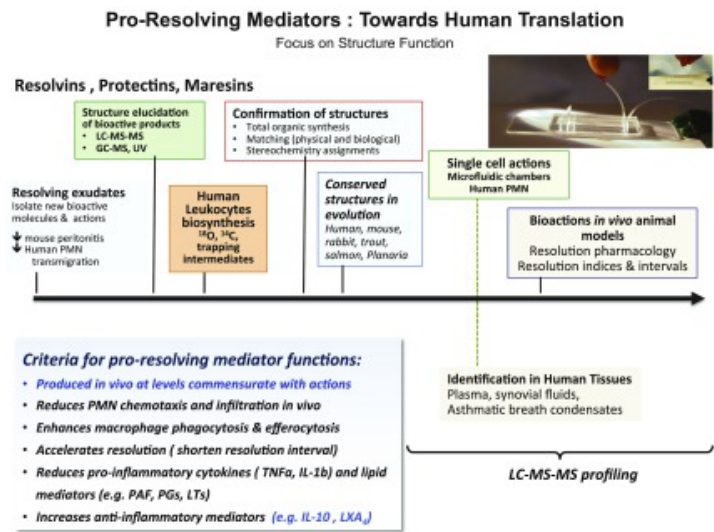 Pro-Resolving Mediators : Towards Human Translation
Focus on Structure Function
Resolvins , Protectins, Maresins
Structure elucidation
of bioactive products
• LC-MS-MS
• GC-MS, UV
Confirmation of structures
• Total organic synthesis
• Matching (physical and biological)
• Stereochemistry assignments
Single cell actions
Microfluidic chambers
Human PMN
Resolving exudates
Isolate new bioactive
molecules & actions
mouse peritonitis
Human PMN
transmigration
Human
Leukocytes
biosynthesis
¹⁸O, ¹⁴C,
trapping
intermediates
Conserved
structures in
evolution
Human, mouse,
rabbit, trout,
salmon, Planaria
Bioactions in vivo animal
models
Resolution pharmacology
Resolution indices & intervals
Criteria for pro-resolving mediator functions:
• Produced in vivo at levels commensurate with actions
• Reduces PMN chemotaxis and infiltration in vivo
• Enhances macrophage phagocytosis & efferocytosis
• Accelerates resolution ( shorten resolution interval)
• Reduces pro-inflammatory cytokines ( TNFα, IL-1b) and lipid
mediators (e.g. PAF, PGs, LTs)
• Increases anti-inflammatory mediators (e.g. IL-10 , LXA₄)
Identification in Human Tissues
Plasma, synovial fluids,
Asthmatic breath condensates
LC-MS-MS profiling